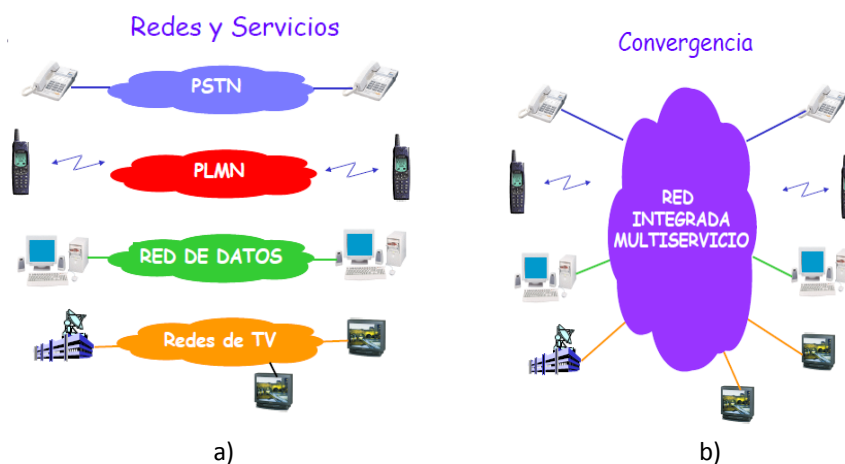 Redes y Servicios
PSTN
PLMN
RED DE DATOS
Redes de TV
a)
Convergencia
RED
INTEGRADA
MULTISERVICIO
b)